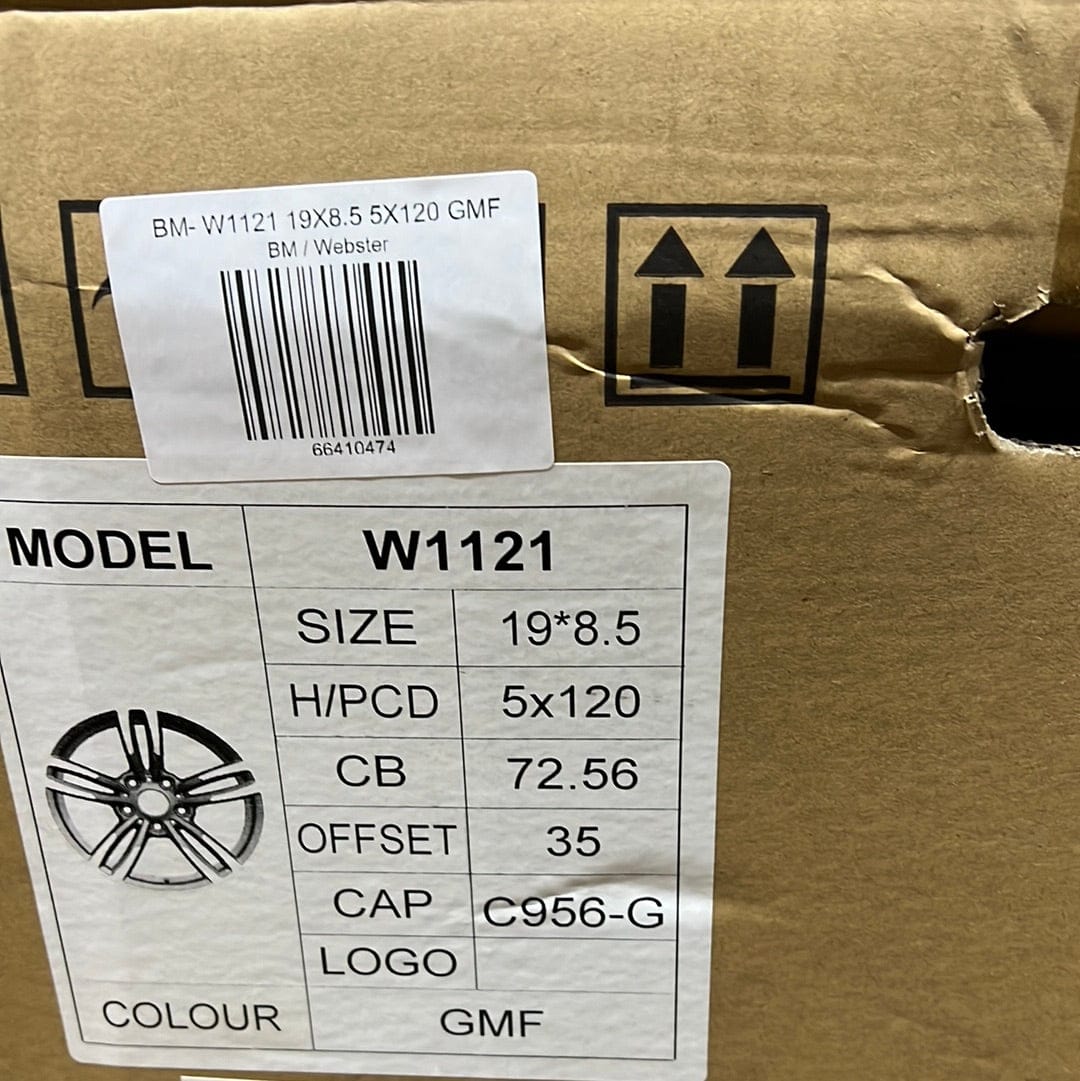 BM- W1121 19X8.5 5X120 GMF
BM / Webster
66410474
MODEL W1121
SIZE 19*8.5
H/PCD 5x120
CB 72.56
OFFSET 35
CAP C956-G
LOGO
COLOUR GMF